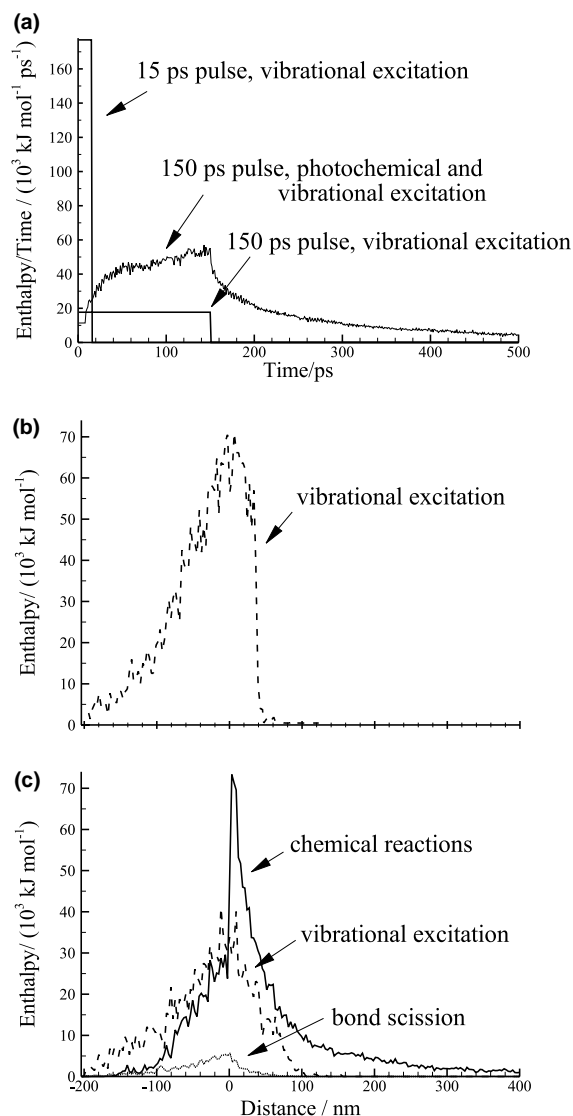 (a)
160
140
120
100
80
60
40
20
0
Enthalpy/Time / (10³ kJ mol⁻¹ ps⁻¹)
15 ps pulse, vibrational excitation
150 ps pulse, photochemical and
vibrational excitation
150 ps pulse, vibrational excitation
0 100 200 300 400 500
Time/ps
(b)
70
60
50
40
30
20
10
0
Enthalpy/ (10³ kJ mol⁻¹)
vibrational excitation
(c)
70
60
50
40
30
20
10
0
Enthalpy/ (10³ kJ mol⁻¹)
chemical reactions
vibrational excitation
bond scission
-200 -100 0 100 200 300 400
Distance / nm